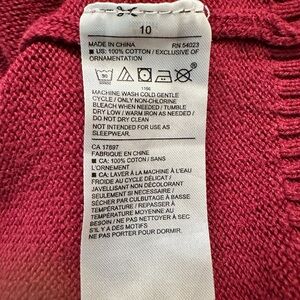 10
MADE IN CHINA RN 54023
■ US: 100% COTTON / EXCLUSIVE OF
ORNAMENTATION
MACHINE WASH COLD GENTLE
CYCLE / ONLY NON-CHLORINE
BLEACH WHEN NEEDED / TUMBLE
DRY LOW / WARM IRON AS NEEDED /
DO NOT DRY CLEAN
NOT INTENDED FOR USE AS
SLEEPWEAR.
CA 17897
FABRIQUE EN CHINE
■ CA: 100% COTON / SANS
L'ORNEMENT
■ CA: LAVER À LA MACHINE À L'EAU
FROIDE AU CYCLE DÉLICAT /
JAVELLISANT NON DÉCOLORANT
SEULEMENT SI NÉCESSAIRE /
SÉCHER PAR CULBUTAGE À BASSE
TEMPÉRATURE / REPASSER À
TEMPÉRATURE MOYENNE AU
BESOIN / NE PAS NETTOYER À SEC
S'IL Y A DES MOTIFS
NE PAS PORTER POUR DORMIR.